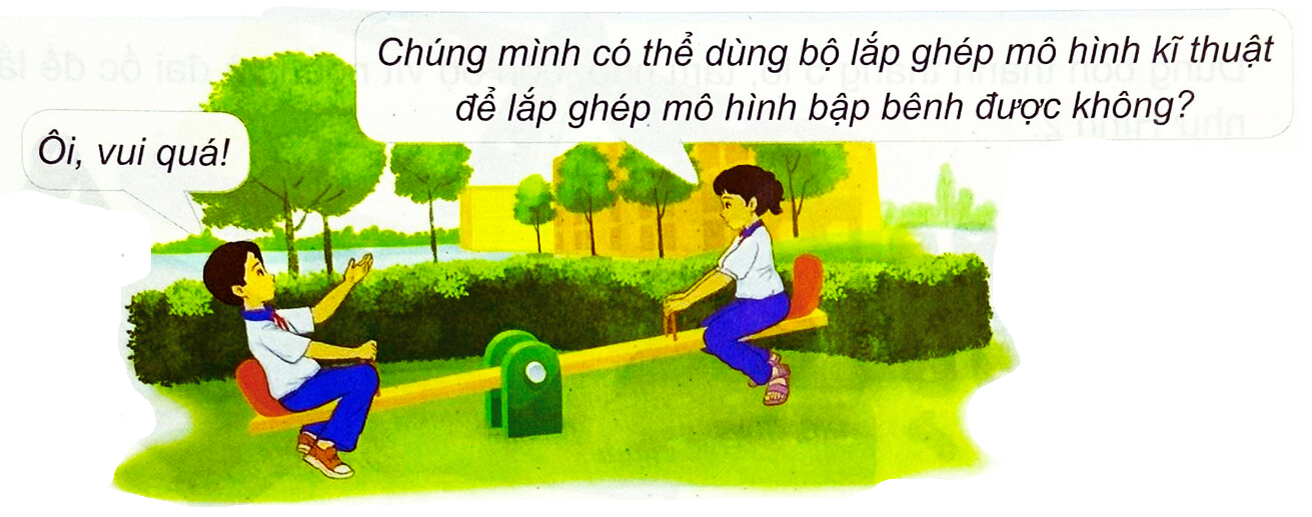 Ôi, vui quá!
Chúng mình có thể dùng bộ lắp ghép mô hình kĩ thuật
để lắp ghép mô hình bập bênh được không?